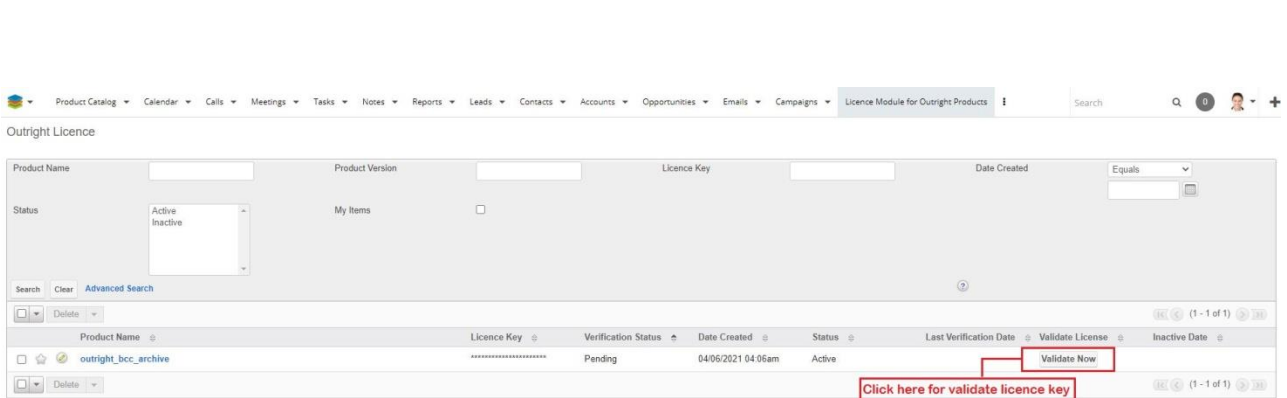 Product Catalog Calendar Calls Meetings Tasks Notes Reports Leads Contacts Accounts Opportunities Emails Campaigns Licence Module for Outright Products Search 0
Outright Licence
Product Name Product Version Licence Key Date Created Equals
Status Active My Items
Inactive
Search Clear Advanced Search ?
Delete (1 - 1 of 1)
Product Name Licence Key Verification Status Date Created Status Last Verification Date Validate License Inactive Date
outright_bcc_archive ********************** Pending 04/06/2021 04:06am Active Validate Now
Delete Click here for validate licence key (1 - 1 of 1)